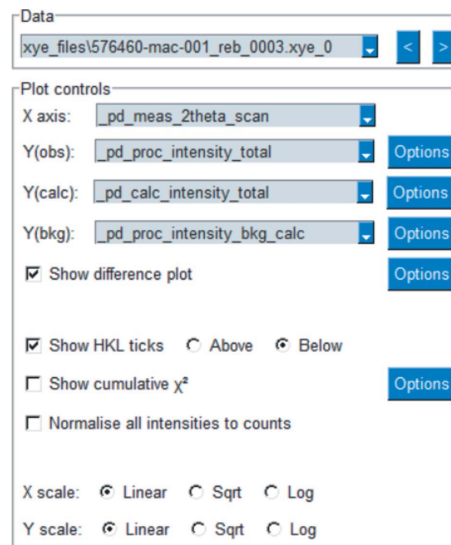 Data
xye_files\576460-mac-001_reb_0003.xye_0 < >
Plot controls
X axis: _pd_meas_2theta_scan
Y(obs): _pd_proc_intensity_total Options
Y(calc): _pd_calc_intensity_total Options
Y(bkg): _pd_proc_intensity_bkg_calc Options
Show difference plot Options
Show HKL ticks Above Below
Show cumulative χ² Options
Normalise all intensities to counts
X scale: Linear Sqrt Log
Y scale: Linear Sqrt Log